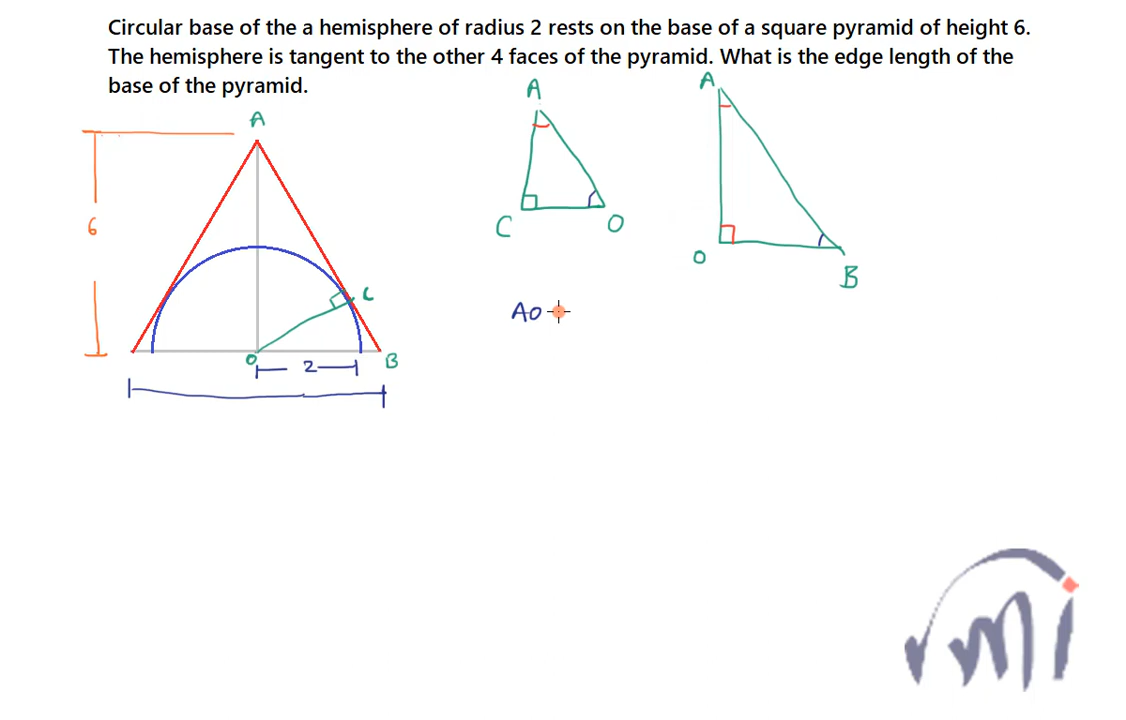 Circular base of the a hemisphere of radius 2 rests on the base of a square pyramid of height 6.
The hemisphere is tangent to the other 4 faces of the pyramid. What is the edge length of the
base of the pyramid.
A
A
A
6
C
O
O
B
C
AO
O
2
B
mi